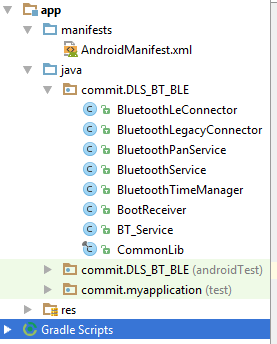 app
manifests
AndroidManifest.xml
java
commit.DLS_BT_BLE
BluetoothLeConnector
BluetoothLegacyConnector
BluetoothPanService
BluetoothService
BluetoothTimeManager
BootReceiver
BT_Service
CommonLib
commit.DLS_BT_BLE (androidTest)
commit.myapplication (test)
res
Gradle Scripts